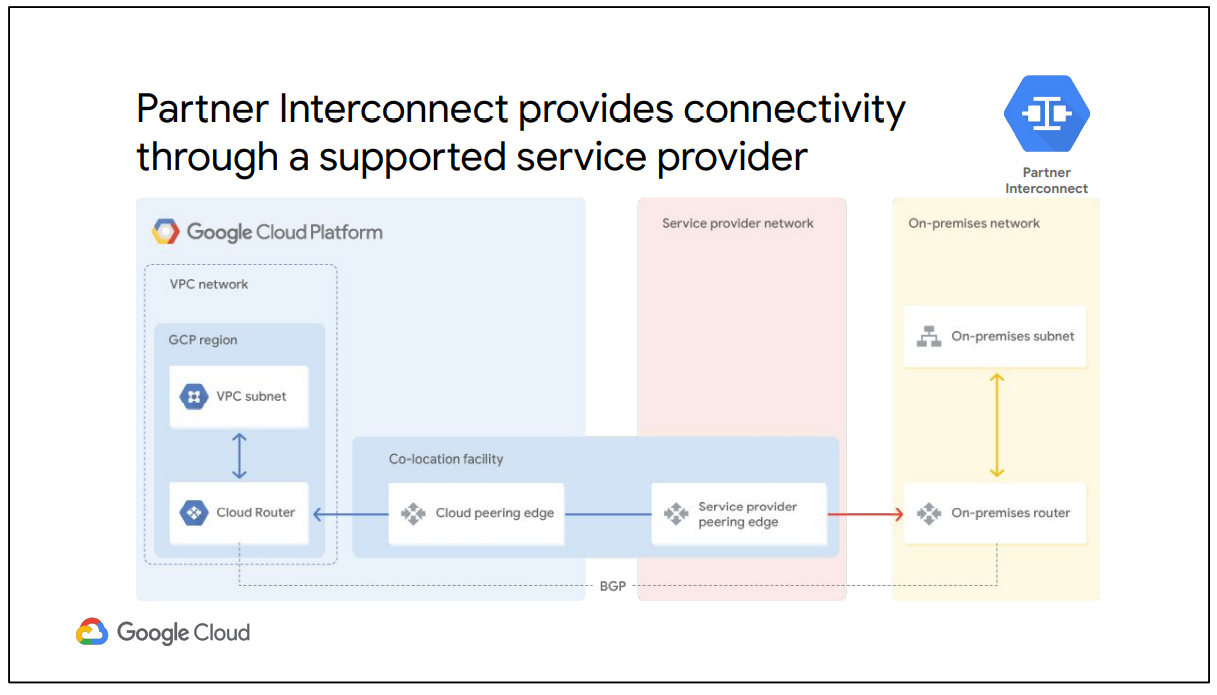 Partner Interconnect provides connectivity
through a supported service provider
Partner
Interconnect
Google Cloud Platform
VPC network
GCP region
VPC subnet
Cloud Router
Co-location facility
Cloud peering edge
Service provider network
Service provider
peering edge
On-premises network
On-premises subnet
On-premises router
BGP
Google Cloud